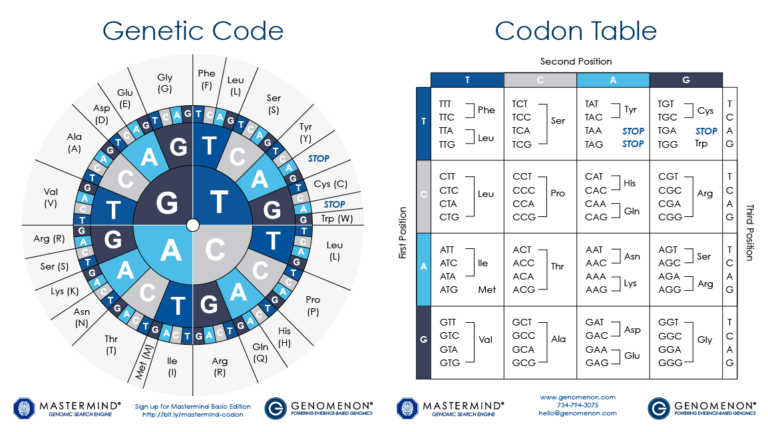 Genetic Code
Gly
(G)
Phe
(F)
Leu
(L)
Ser
(S)
Tyr
(Y)
STOP
Cys (C)
STOP
Trp (W)
Leu
(L)
Pro
(P)
His
(H)
Gln
(Q)
Arg
(R)
Ile
(I)
Met (M)
Thr
(T)
Asn
(N)
Lys (K)
Ser (S)
Arg (R)
Val
(V)
Ala
(A)
Asp
(D)
Glu
(E)
G T
A C
T C A G
T C A G
T C A G
T C A G
MASTERMIND®
GENOMIC SEARCH ENGINE
Sign up for Mastermind Basic Edition
http://bit.ly/mastermind-codon
GENOMENON®
POWERING EVIDENCE-BASED GENOMICS
Codon Table
Second Position
T C A G
First Position
Third Position
T
TTT TCT TAT TGT T
Phe Tyr Cys
TTC TCC TAC TGC C
Ser
TTA TCA TAA STOP TGA STOP A
Leu
TTG TCG TAG STOP TGG Trp G
C
CTT CCT CAT CGT T
His
CTC CCC CAC CGC C
Leu Pro Arg
CTA CCA CAA CGA A
Gln
CTG CCG CAG CGG G
A
ATT ACT AAT AGT T
Asn Ser
ATC Ile ACC AAC AGC C
Thr
ATA ACA AAA AGA A
Lys Arg
ATG Met ACG AAG AGG G
G
GTT GCT GAT GGT T
Asp
GTC GCC GAC GGC C
Val Ala Gly
GTA GCA GAA GGA A
Glu
GTG GCG GAG GGG G
MASTERMIND®
GENOMIC SEARCH ENGINE
www.genomenon.com
734-794-3075
hello@genomenon.com
GENOMENON®
POWERING EVIDENCE-BASED GENOMICS